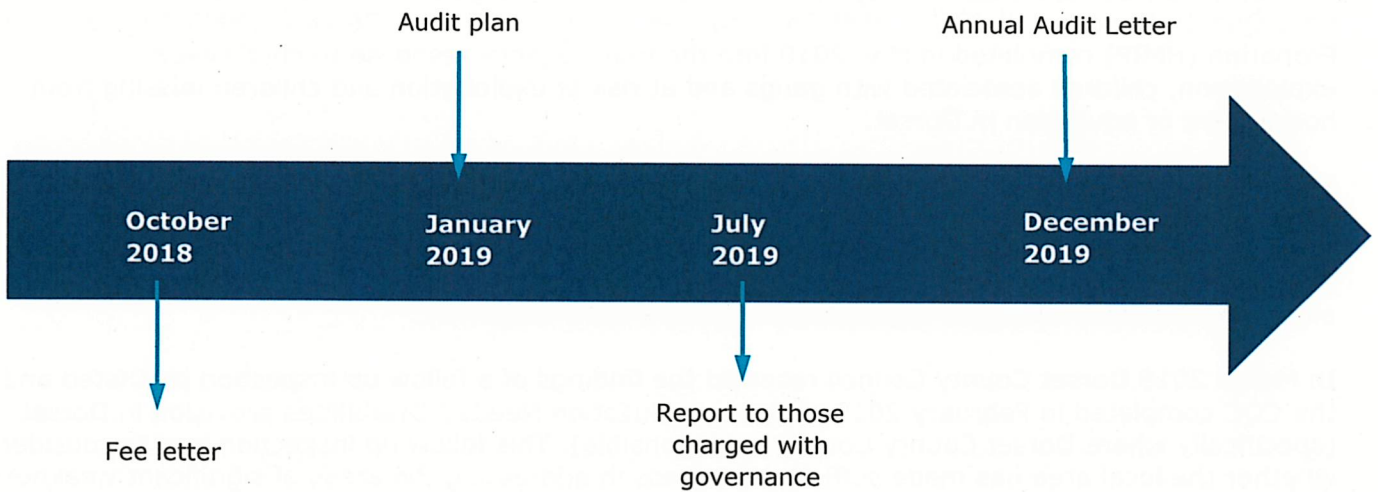 Audit plan
Annual Audit Letter
October
2018
January
2019
July
2019
December
2019
Fee letter
Report to those
charged with
governance